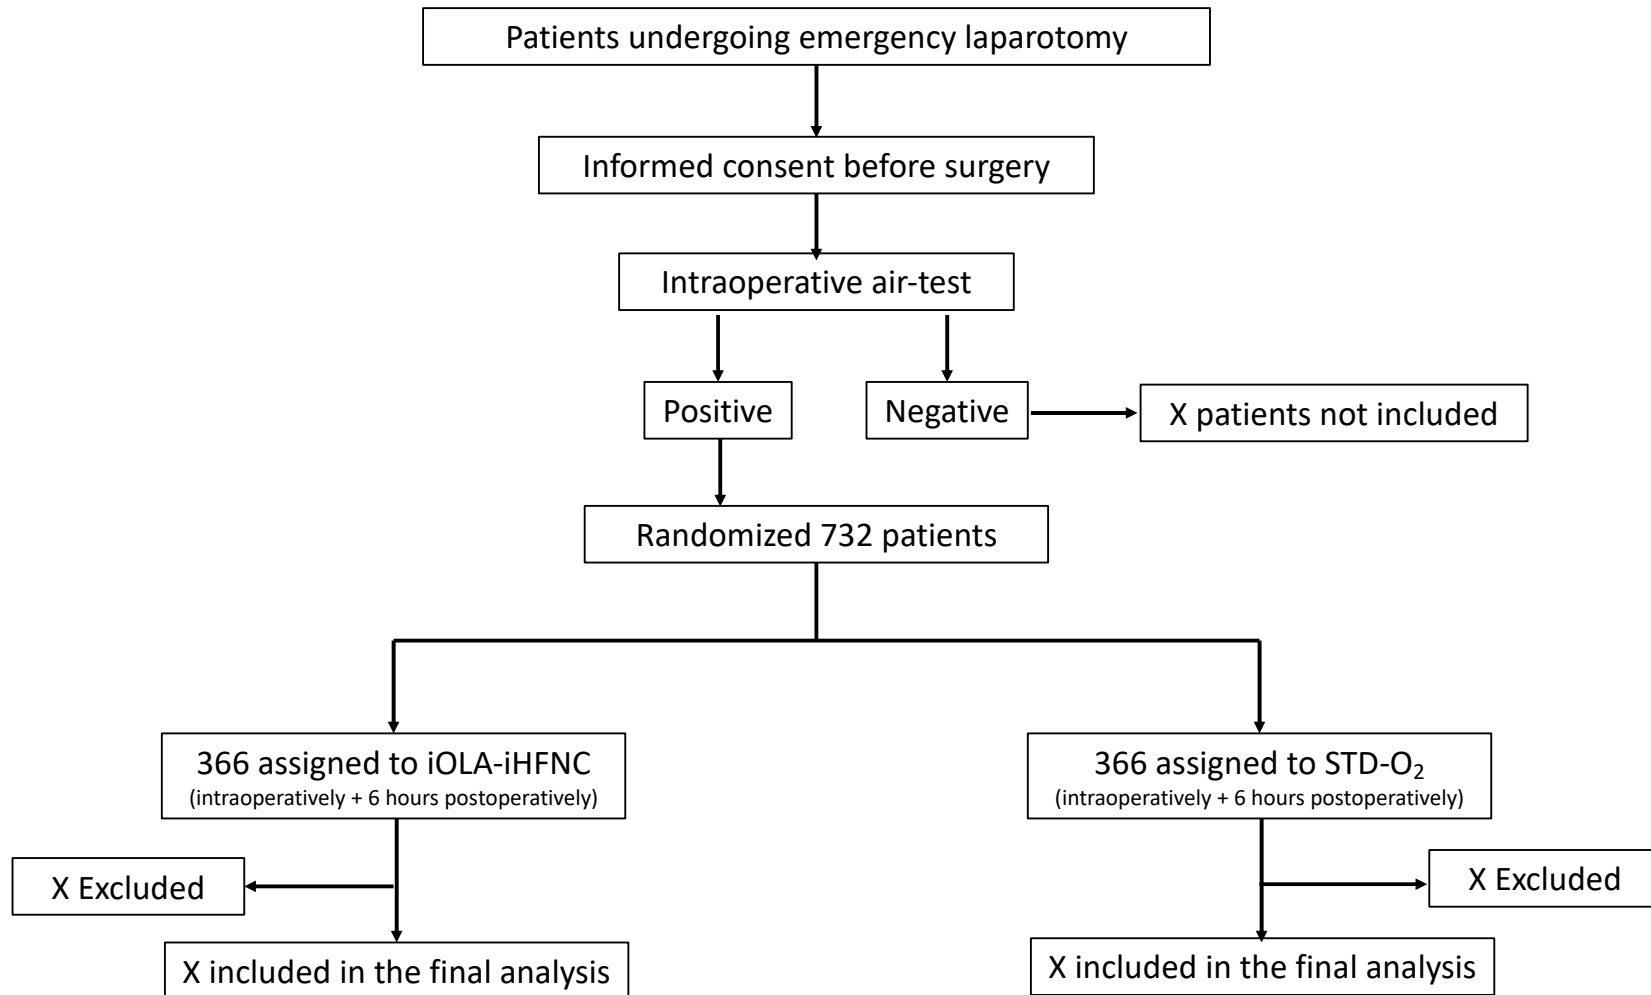 Patients undergoing emergency laparotomy
Informed consent before surgery
Intraoperative air-test
Positive
Negative
X patients not included
Randomized 732 patients
366 assigned to iOLA-iHFNC
(intraoperatively + 6 hours postoperatively)
366 assigned to STD-O₂
(intraoperatively + 6 hours postoperatively)
X Excluded
X Excluded
X included in the final analysis
X included in the final analysis